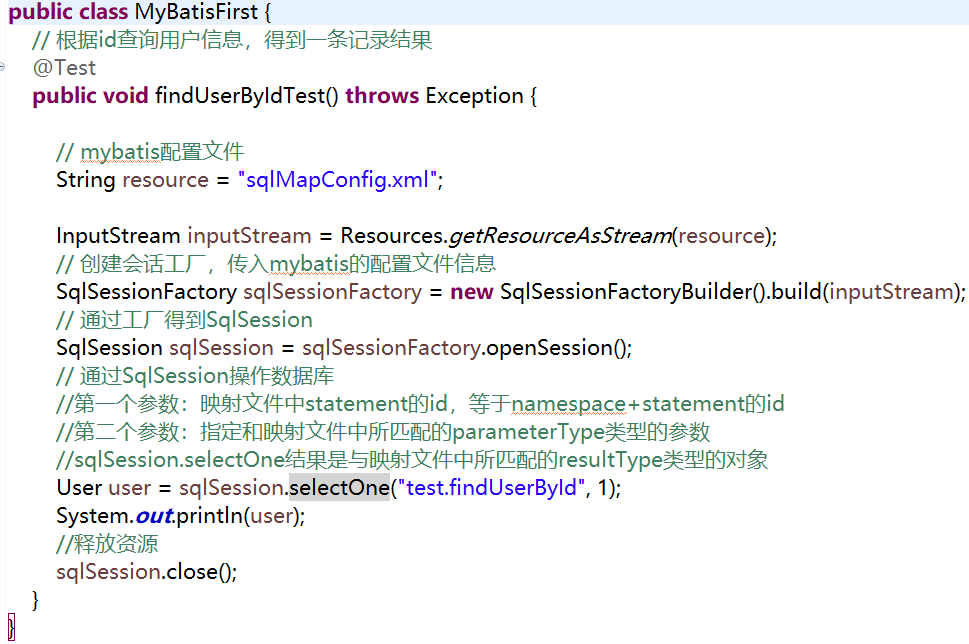 public class MyBatisFirst {
// 根据id查询用户信息，得到一条记录结果
@Test
public void findUserByIdTest() throws Exception {
// mybatis配置文件
String resource = "sqlMapConfig.xml";
InputStream inputStream = Resources.getResourceAsStream(resource);
// 创建会话工厂，传入mybatis的配置文件信息
SqlSessionFactory sqlSessionFactory = new SqlSessionFactoryBuilder().build(inputStream);
// 通过工厂得到SqlSession
SqlSession sqlSession = sqlSessionFactory.openSession();
// 通过SqlSession操作数据库
//第一个参数：映射文件中statement的id，等于namespace+statement的id
//第二个参数：指定和映射文件中所匹配的parameterType类型的参数
//sqlSession.selectOne结果是与映射文件中所匹配的resultType类型的对象
User user = sqlSession.selectOne("test.findUserById", 1);
System.out.println(user);
//释放资源
sqlSession.close();
}
}